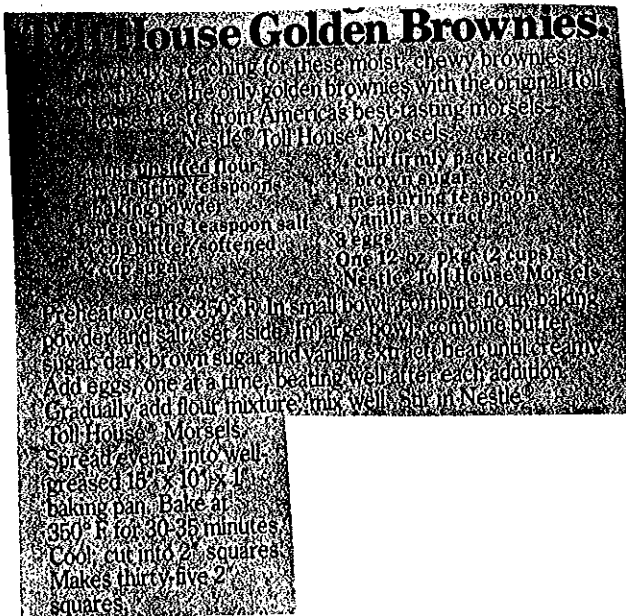 Toll House Golden Brownies.
reaching for these moist, chewy brownies
they're the only golden brownies with the original Toll
House taste from America's best-tasting morsels—
Nestlé® Toll House® Morsels.
cups unsifted flour
measuring teaspoons
baking powder
measuring teaspoon salt
cup butter, softened
cup sugar
cup firmly packed dark
brown sugar
1 measuring teaspoon
vanilla extract
eggs
One 12-oz. pkg. (2 cups)
Nestlé® Toll House® Morsels
Preheat oven to 350° F. In small bowl, combine flour, baking
powder and salt; set aside. In large bowl, combine butter,
sugar, dark brown sugar and vanilla extract; beat until creamy.
Add eggs, one at a time, beating well after each addition.
Gradually add flour mixture; mix well. Stir in Nestlé®
Toll House® Morsels.
Spread evenly into well-
greased 15" x 10" x 1"
baking pan. Bake at
350° F. for 30-35 minutes.
Cool; cut into 2" squares.
Makes thirty-five 2"
squares.